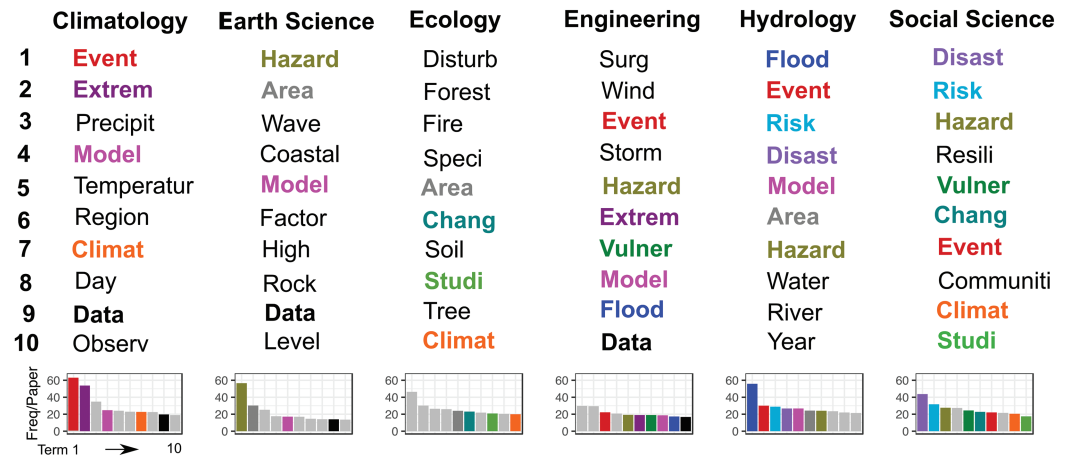 Climatology Earth Science Ecology Engineering Hydrology Social Science
1 Event Hazard Disturb Surg Flood Disast
2 Extrem Area Forest Wind Event Risk
3 Precipit Wave Fire Event Risk Hazard
4 Model Coastal Speci Storm Disast Resili
5 Temperatur Model Area Hazard Model Vulner
6 Region Factor Chang Extrem Area Chang
7 Climat High Soil Vulner Hazard Event
8 Day Rock Studi Model Water Communiti
9 Data Data Tree Flood River Climat
10 Observ Level Climat Data Year Studi
Freq/Paper
60 60 60 60 60 60
40 40 40 40 40 40
20 20 20 20 20 20
0 0 0 0 0 0
Term 1 10